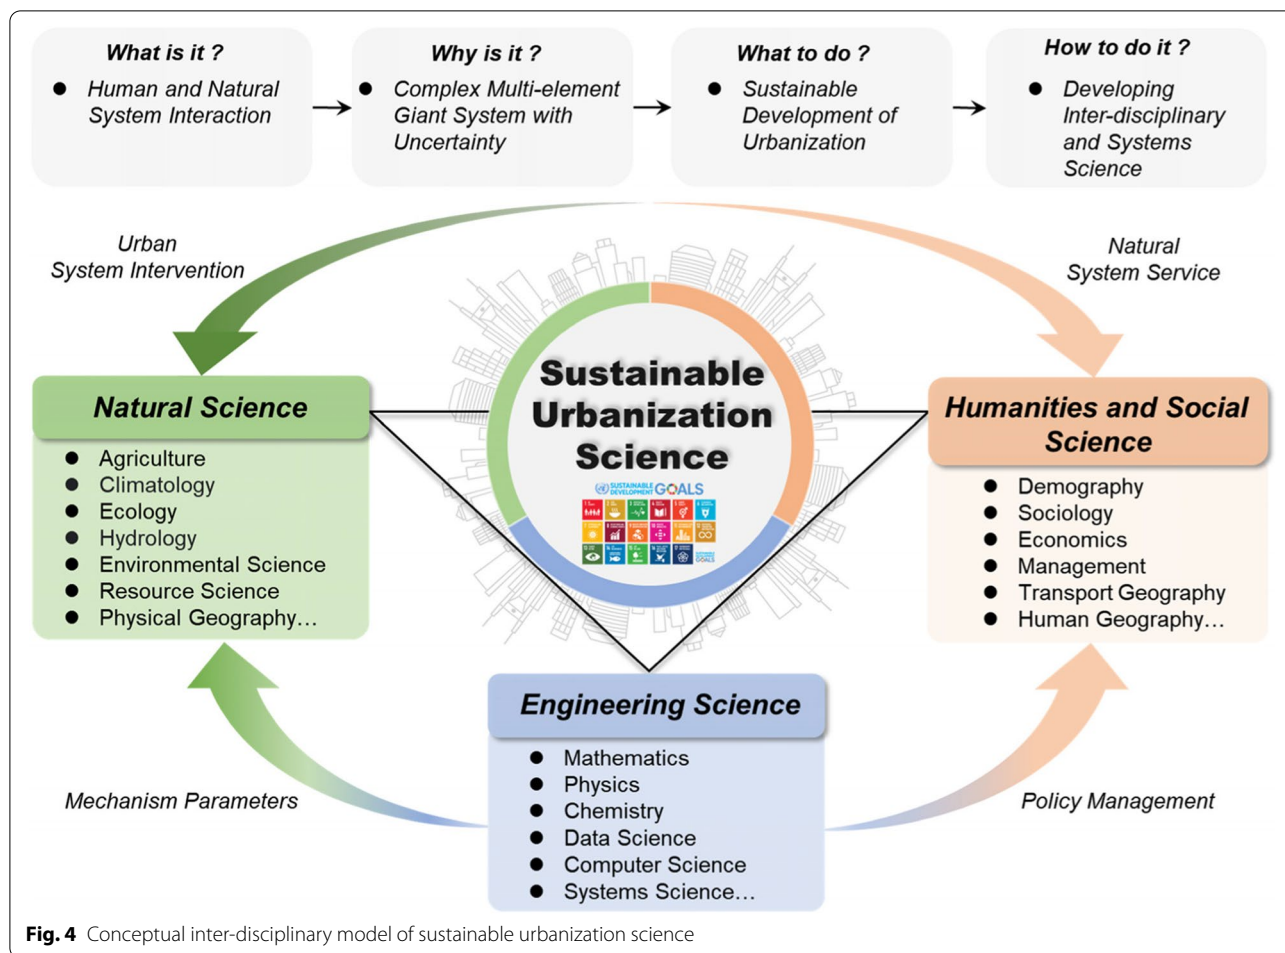 What is it ?
● Human and Natural
System Interaction
Why is it ?
● Complex Multi-element
Giant System with
Uncertainty
What to do ?
● Sustainable
Development of
Urbanization
How to do it ?
● Developing
Inter-disciplinary
and Systems
Science
Urban
System Intervention
Natural
System Service
Sustainable
Urbanization
Science
SUSTAINABLE
DEVELOPMENT GOALS
Natural Science
● Agriculture
● Climatology
● Ecology
● Hydrology
● Environmental Science
● Resource Science
● Physical Geography…
Humanities and Social
Science
● Demography
● Sociology
● Economics
● Management
● Transport Geography
● Human Geography…
Engineering Science
● Mathematics
● Physics
● Chemistry
● Data Science
● Computer Science
● Systems Science…
Mechanism Parameters
Policy Management
Fig. 4 Conceptual inter-disciplinary model of sustainable urbanization science